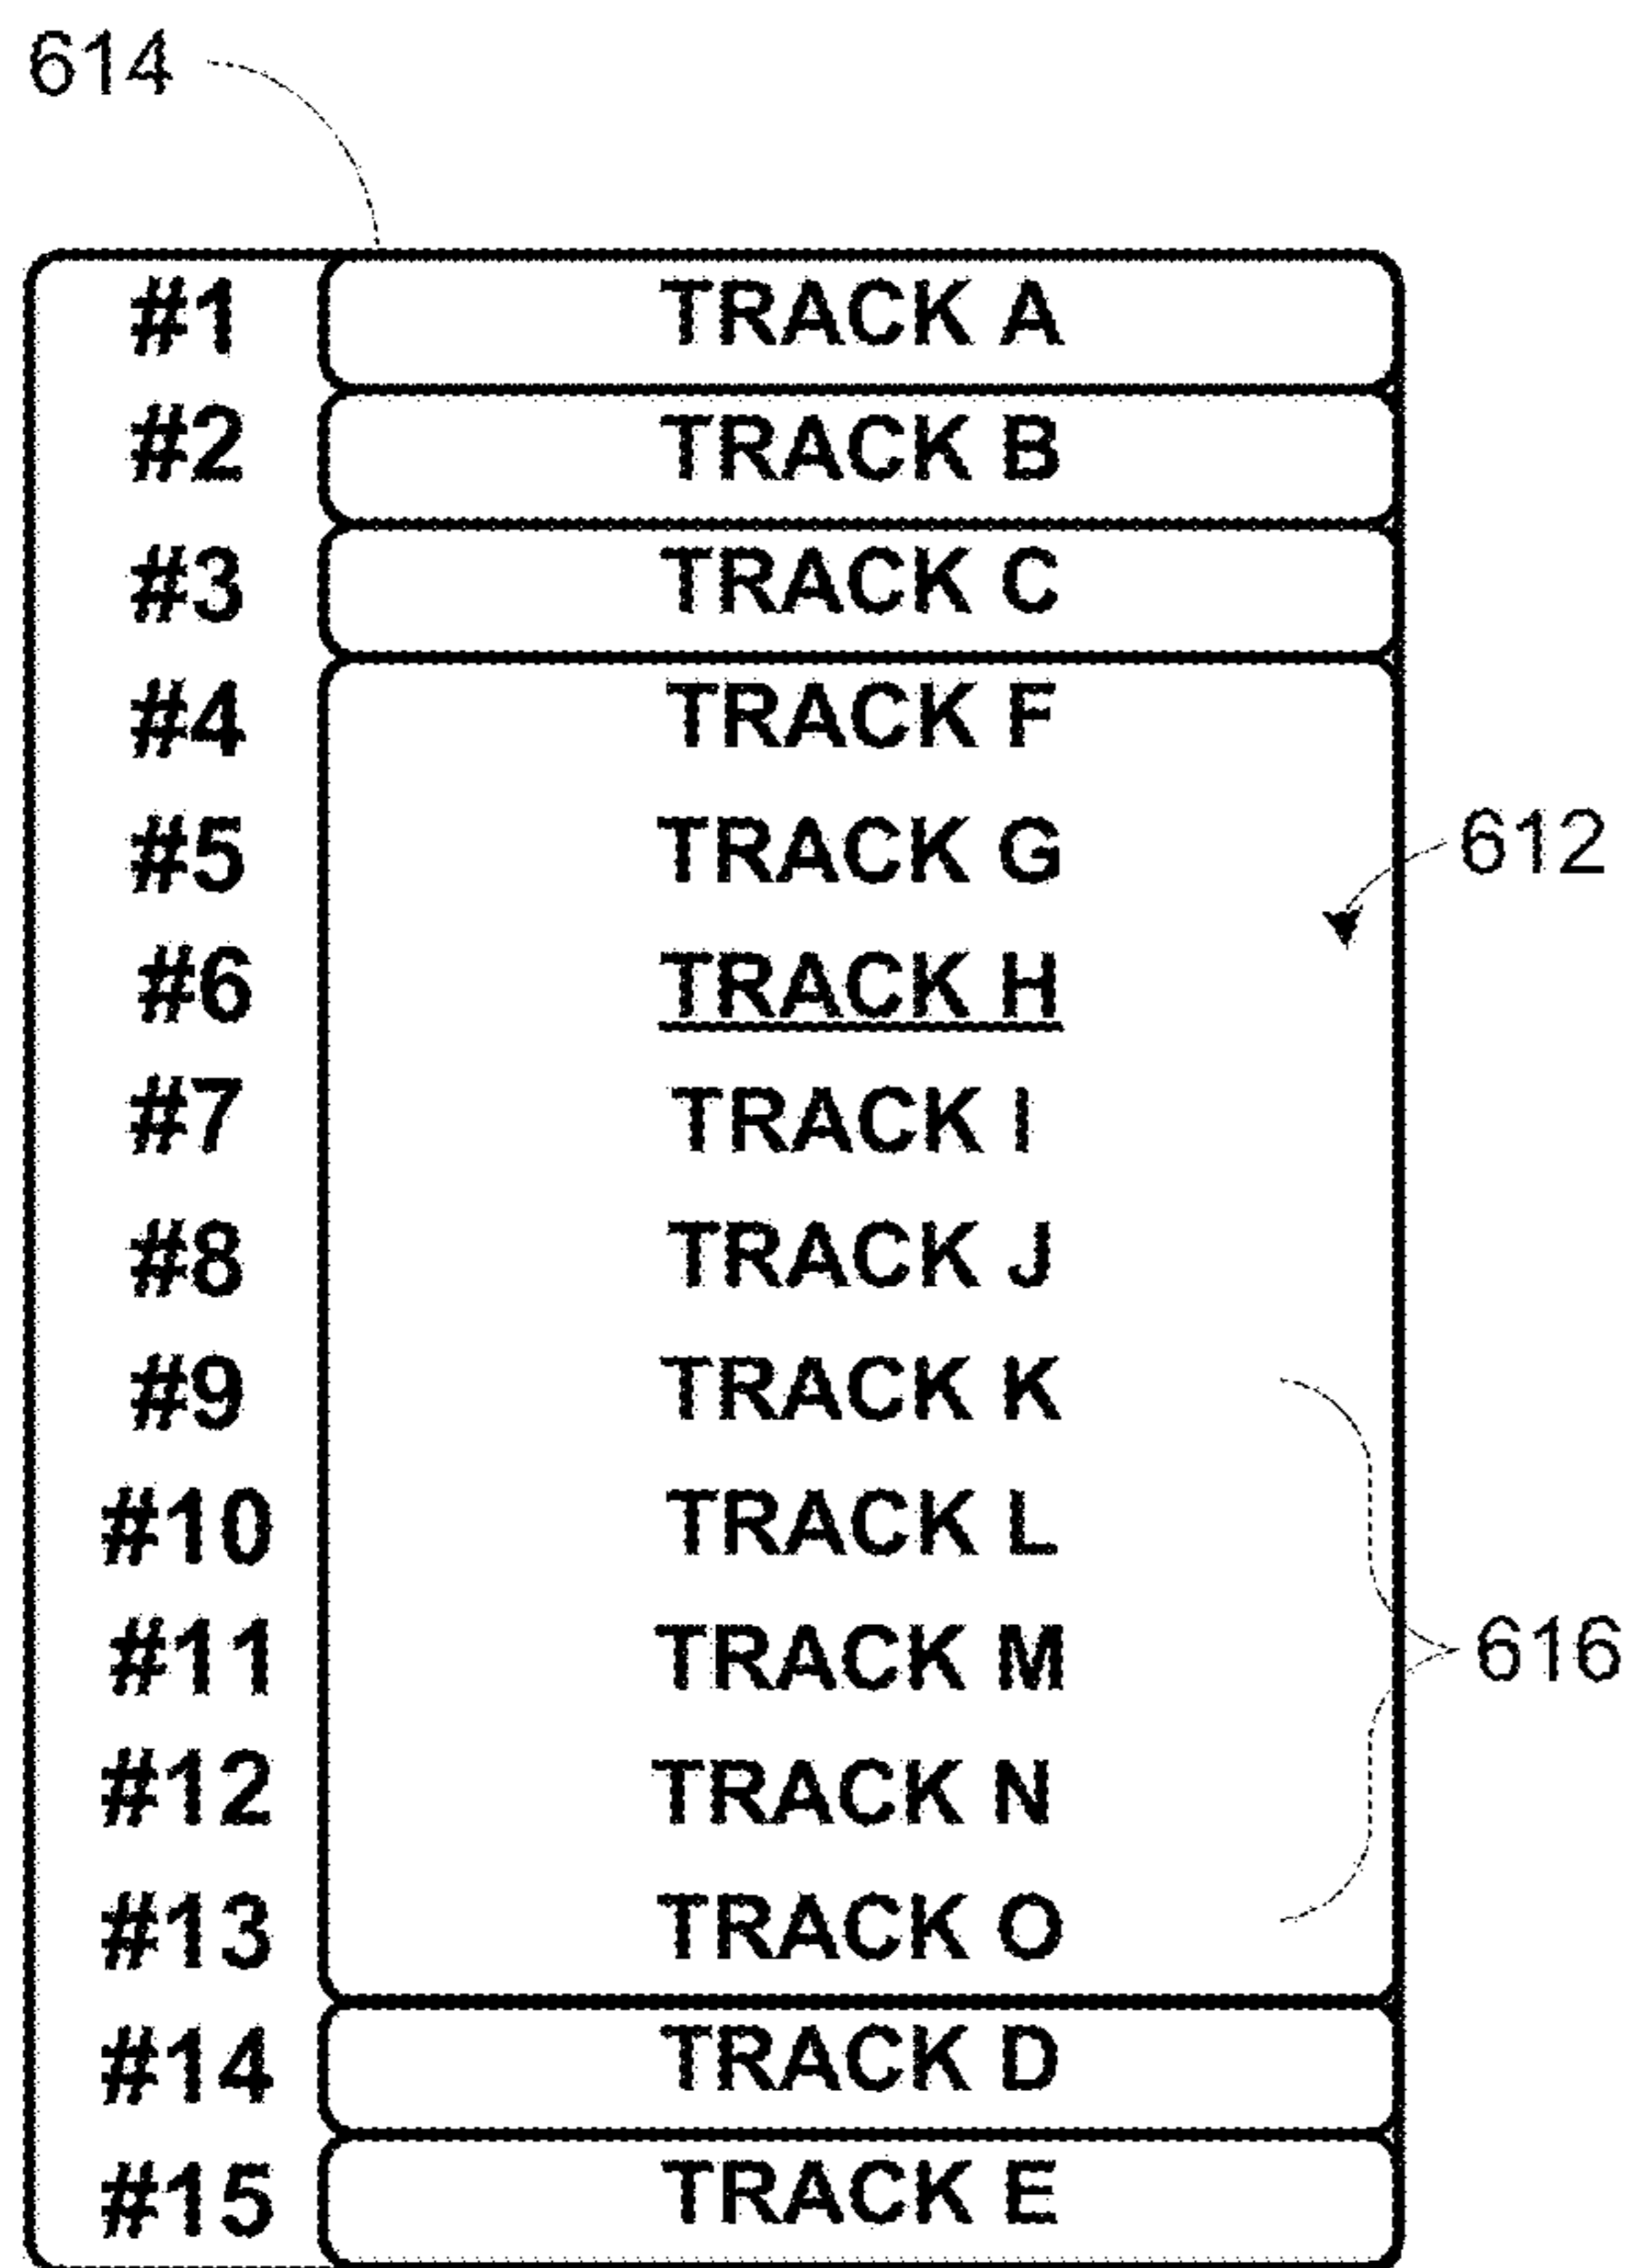 614
#1 TRACK A
#2 TRACK B
#3 TRACK C
#4 TRACK F
#5 TRACK G
612
#6 TRACK H
#7 TRACK I
#8 TRACK J
#9 TRACK K
#10 TRACK L
#11 TRACK M
616
#12 TRACK N
#13 TRACK O
#14 TRACK D
#15 TRACK E